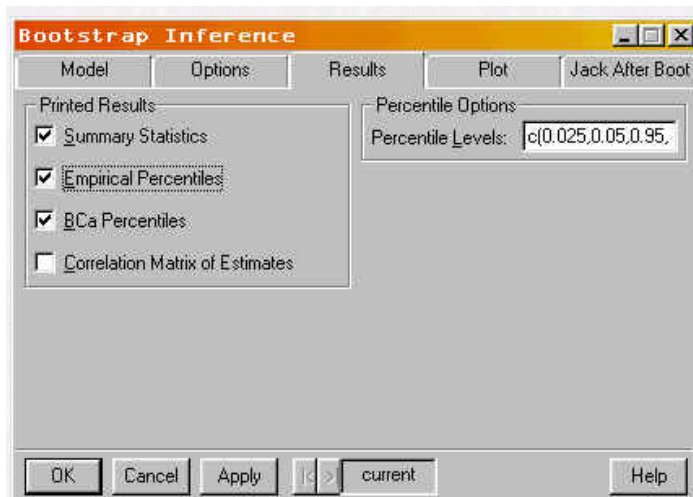 Bootstrap Inference
Model Options Results Plot Jack After Boot
Printed Results
Summary Statistics
Empirical Percentiles
BCa Percentiles
Correlation Matrix of Estimates
Percentile Options
Percentile Levels: c(0.025,0.05,0.95,
OK Cancel Apply |< >| current Help